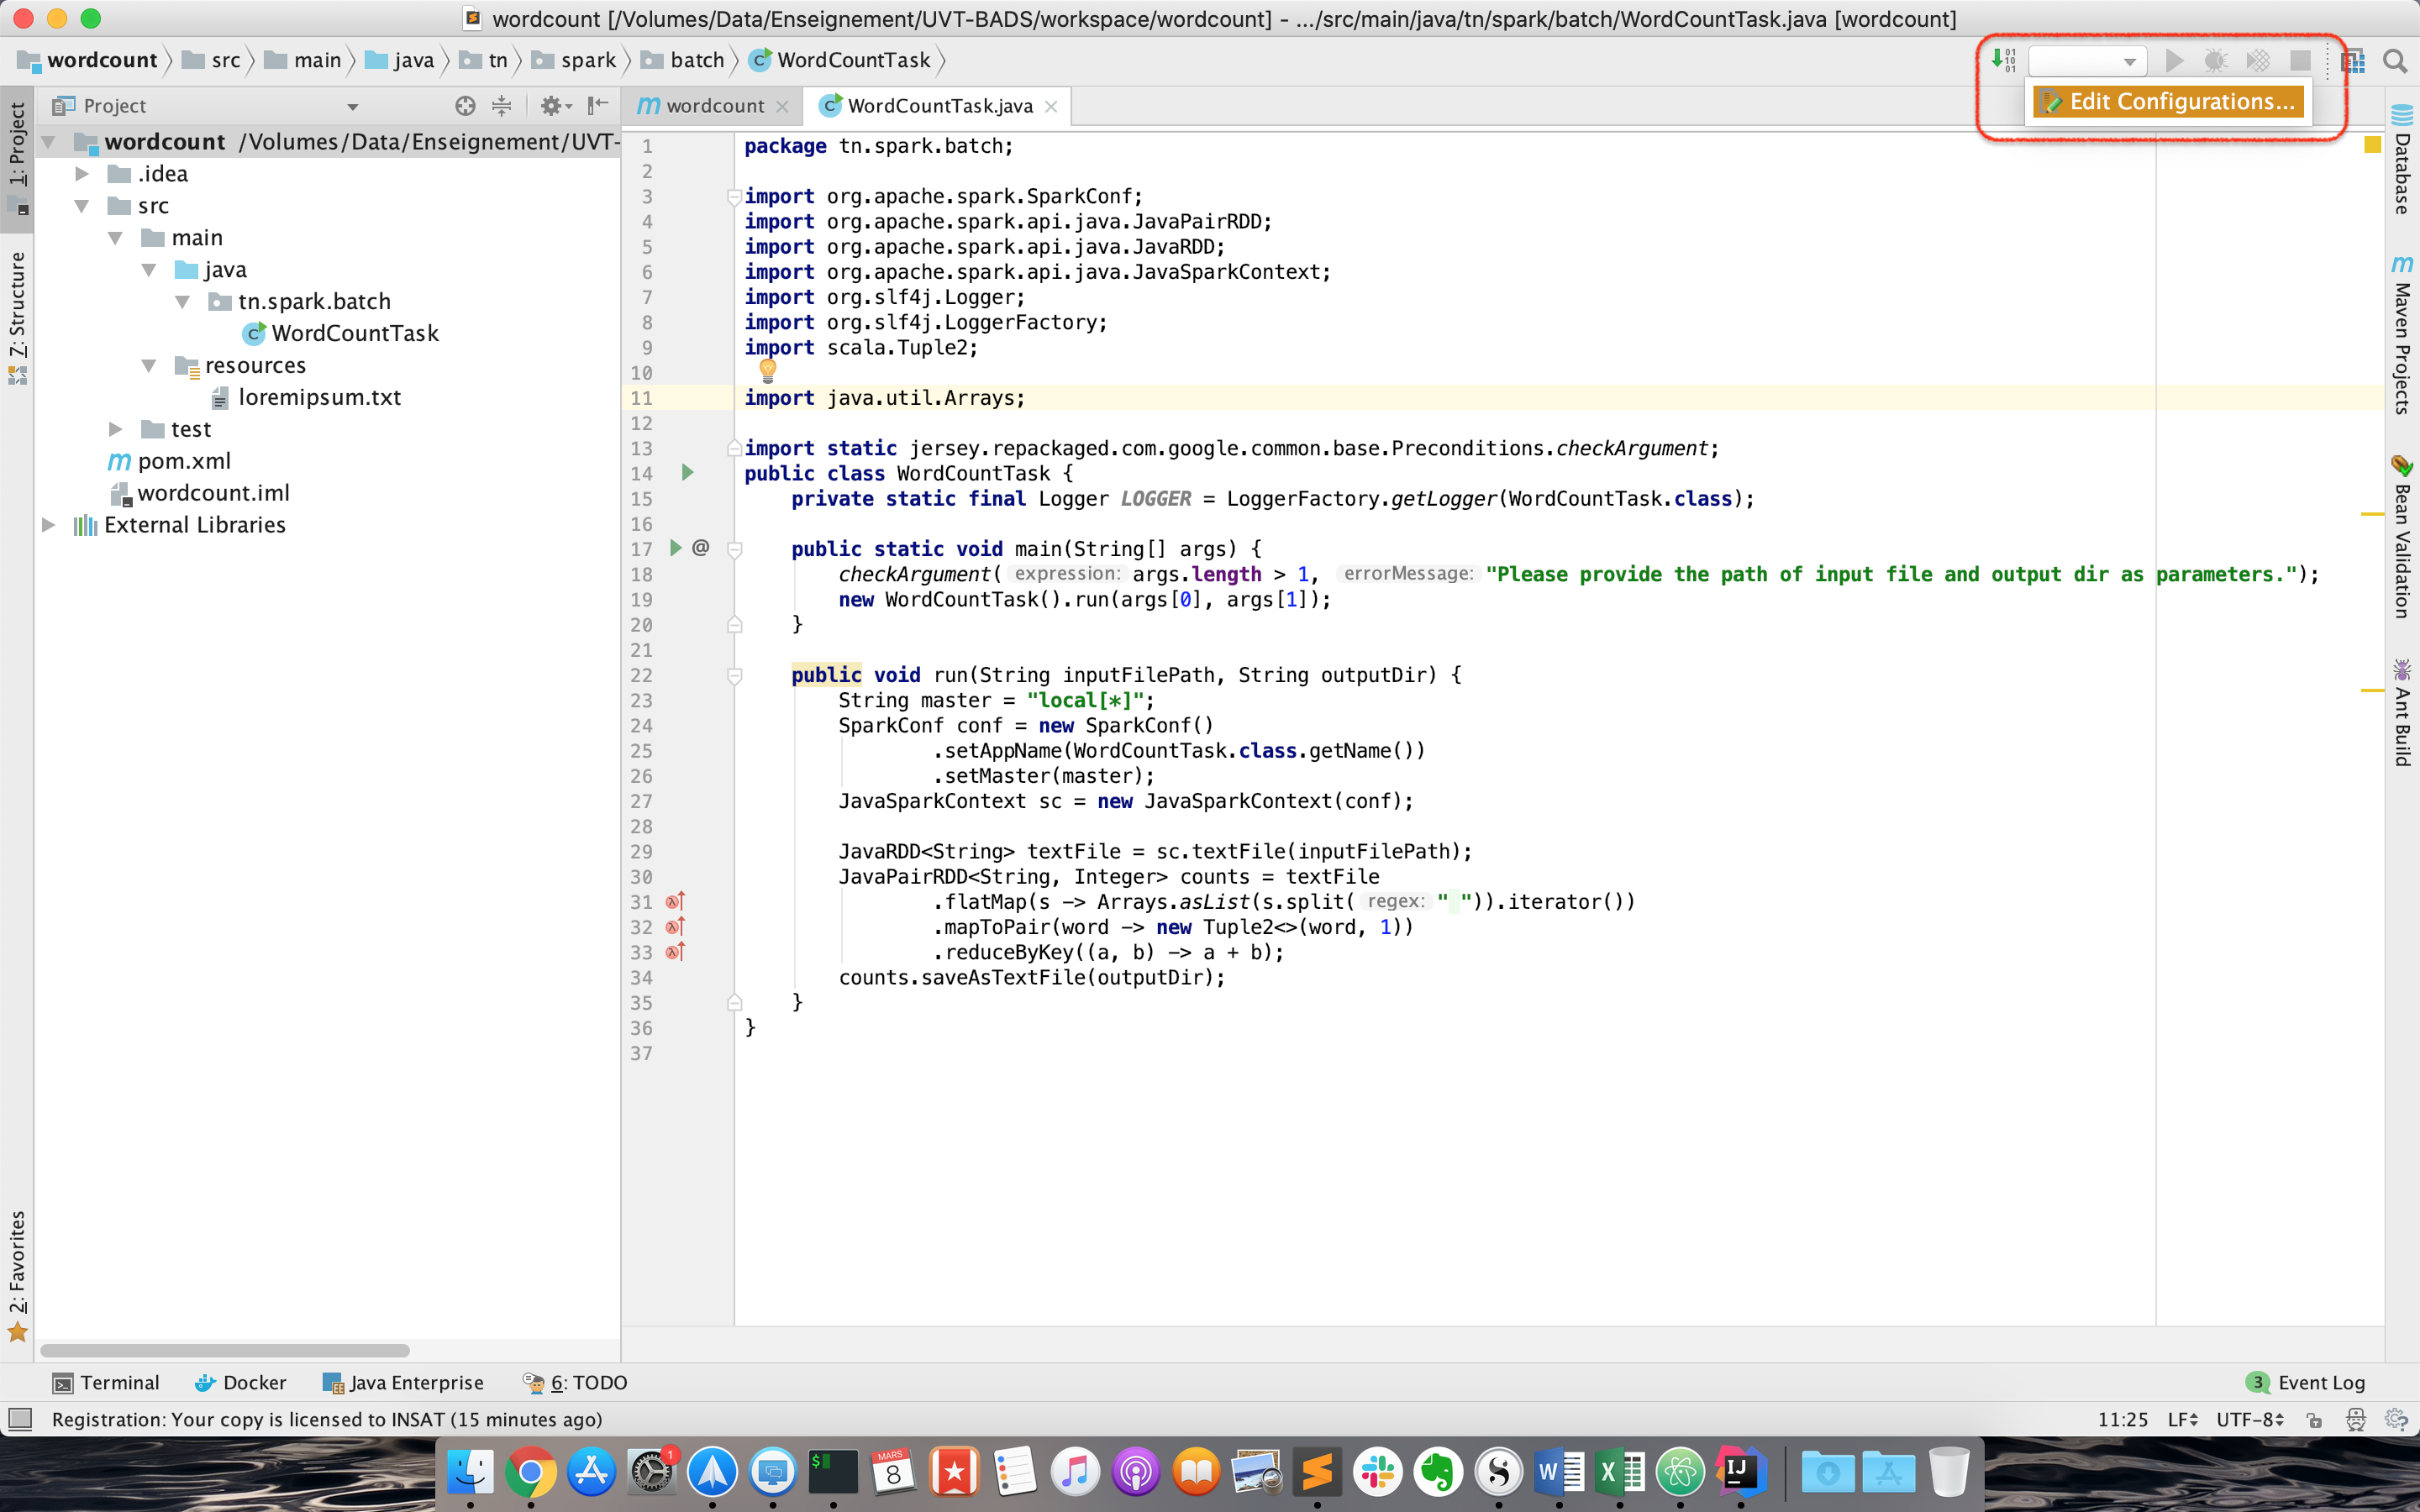 wordcount [/Volumes/Data/Enseignement/UVT-BADS/workspace/wordcount] - .../src/main/java/tn/spark/batch/WordCountTask.java [wordcount]
wordcount src main java tn spark batch WordCountTask
Edit Configurations...
Project
wordcount WordCountTask.java
1: Project
7: Structure
2: Favorites
wordcount /Volumes/Data/Enseignement/UVT-
.idea
src
main
java
tn.spark.batch
WordCountTask
resources
loremipsum.txt
test
pom.xml
wordcount.iml
External Libraries
1 package tn.spark.batch;
2
3 import org.apache.spark.SparkConf;
4 import org.apache.spark.api.java.JavaPairRDD;
5 import org.apache.spark.api.java.JavaRDD;
6 import org.apache.spark.api.java.JavaSparkContext;
7 import org.slf4j.Logger;
8 import org.slf4j.LoggerFactory;
9 import scala.Tuple2;
10
11 import java.util.Arrays;
12
13 import static jersey.repackaged.com.google.common.base.Preconditions.checkArgument;
14 public class WordCountTask {
15 private static final Logger LOGGER = LoggerFactory.getLogger(WordCountTask.class);
16
17 @ public static void main(String[] args) {
18 checkArgument( expression: args.length > 1, errorMessage: "Please provide the path of input file and output dir as parameters.");
19 new WordCountTask().run(args[0], args[1]);
20 }
21
22 public void run(String inputFilePath, String outputDir) {
23 String master = "local[*]";
24 SparkConf conf = new SparkConf()
25 .setAppName(WordCountTask.class.getName())
26 .setMaster(master);
27 JavaSparkContext sc = new JavaSparkContext(conf);
28
29 JavaRDD<String> textFile = sc.textFile(inputFilePath);
30 JavaPairRDD<String, Integer> counts = textFile
31 .flatMap(s -> Arrays.asList(s.split( regex: " ")).iterator())
32 .mapToPair(word -> new Tuple2<>(word, 1))
33 .reduceByKey((a, b) -> a + b);
34 counts.saveAsTextFile(outputDir);
35 }
36 }
37
Database
Maven Projects
Bean Validation
Ant Build
Terminal Docker Java Enterprise 6: TODO
3 Event Log
Registration: Your copy is licensed to INSAT (15 minutes ago)
11:25 LF UTF-8
1
MARS
8
W
X
IJ